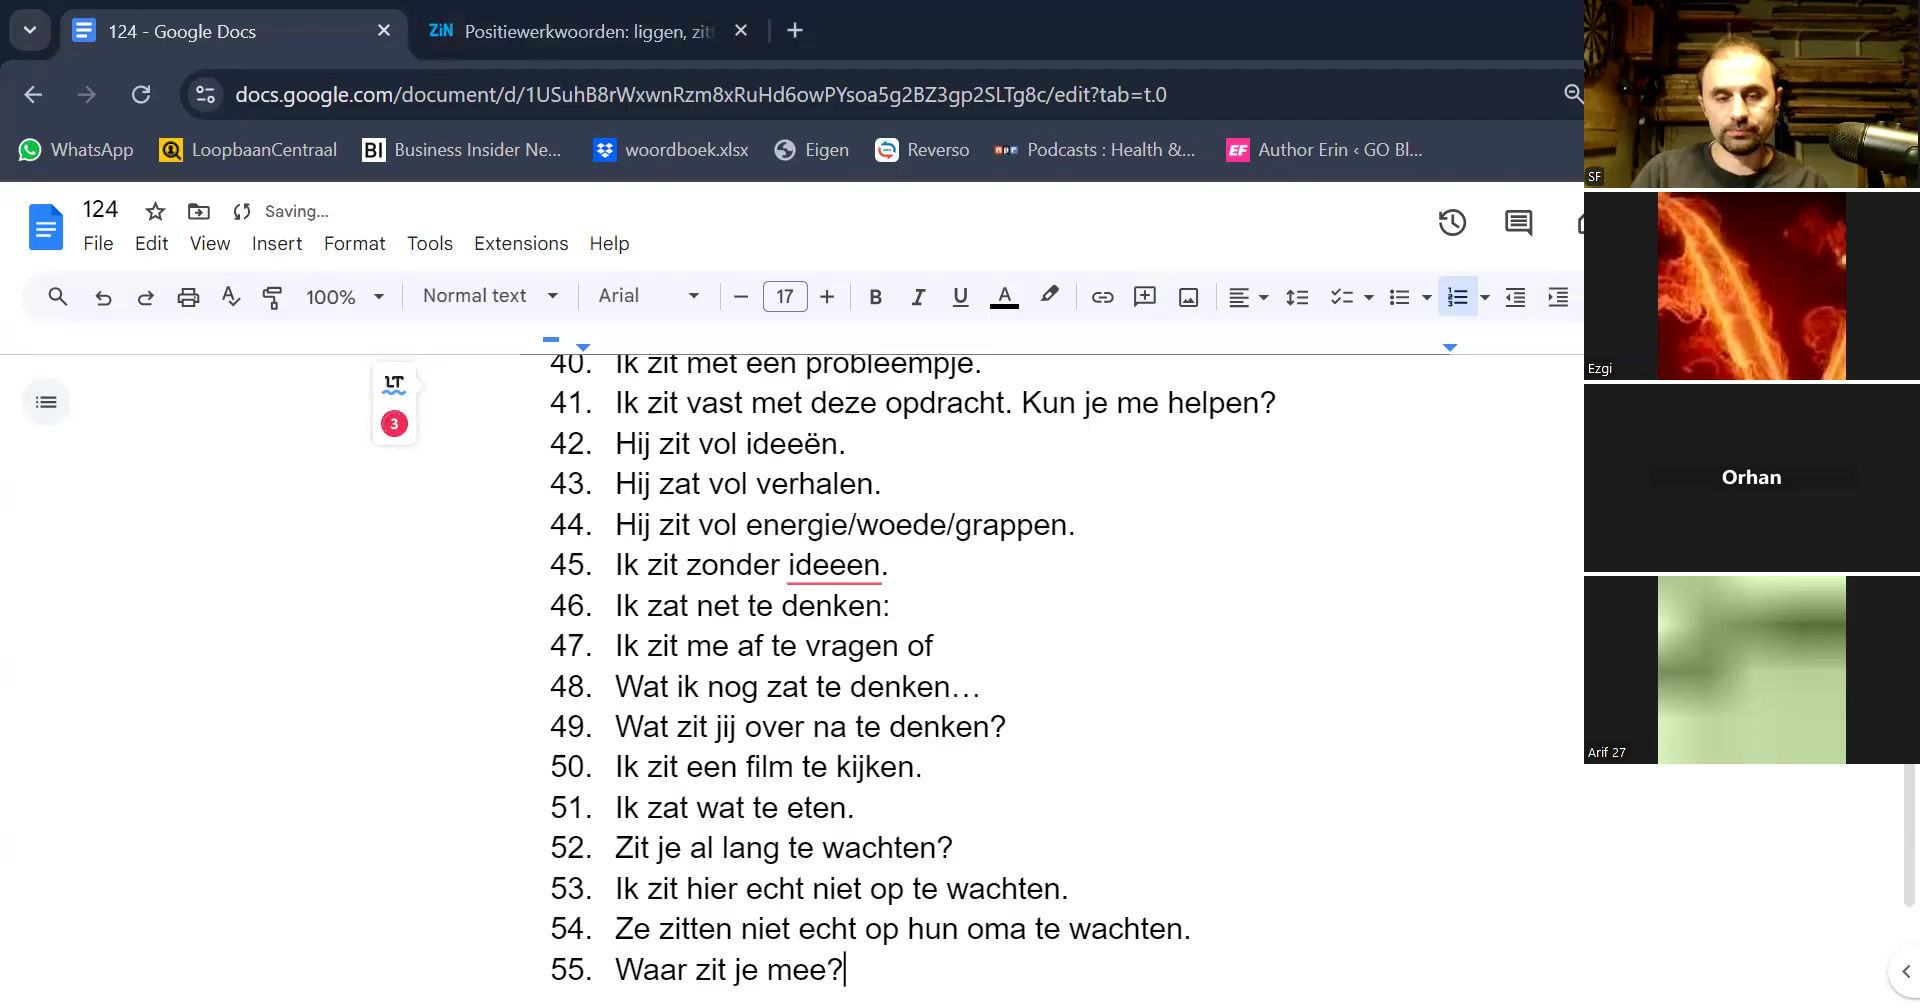 124 - Google Docs
ZiN Positiewerkwoorden: liggen, zitt
docs.google.com/document/d/1USuhB8rWxwnRzm8xRuHd6owPYsoa5g2BZ3gp2SLTg8c/edit?tab=t.0
WhatsApp LoopbaanCentraal BI Business Insider Ne... woordboek.xlsx Eigen Reverso npr Podcasts : Health &... EF Author Erin ‹ GO Bl...
124 Saving...
File Edit View Insert Format Tools Extensions Help
100% Normal text Arial 17 B I U A
LT
3
40. Ik zit met een probleempje.
41. Ik zit vast met deze opdracht. Kun je me helpen?
42. Hij zit vol ideeën.
43. Hij zat vol verhalen.
44. Hij zit vol energie/woede/grappen.
45. Ik zit zonder ideeen.
46. Ik zat net te denken:
47. Ik zit me af te vragen of
48. Wat ik nog zat te denken…
49. Wat zit jij over na te denken?
50. Ik zit een film te kijken.
51. Ik zat wat te eten.
52. Zit je al lang te wachten?
53. Ik zit hier echt niet op te wachten.
54. Ze zitten niet echt op hun oma te wachten.
55. Waar zit je mee?
SF
Ezgi
Orhan
Arif 27